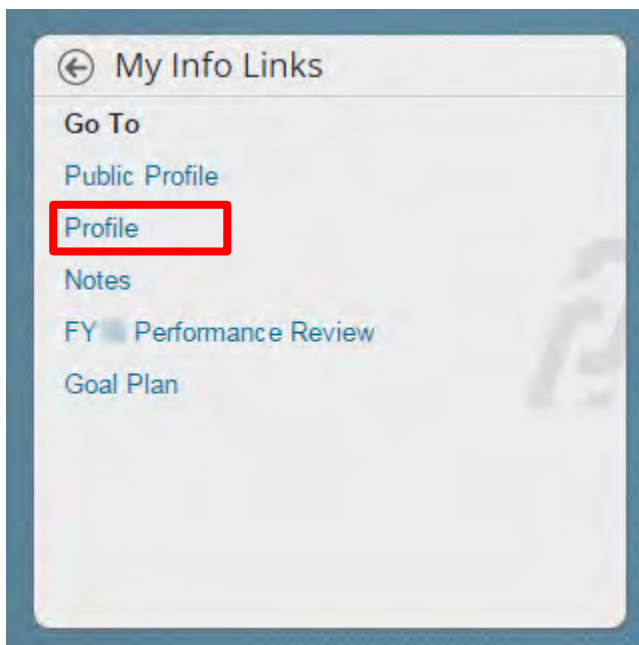 My Info Links
Go To
Public Profile
Profile
Notes
FY Performance Review
Goal Plan